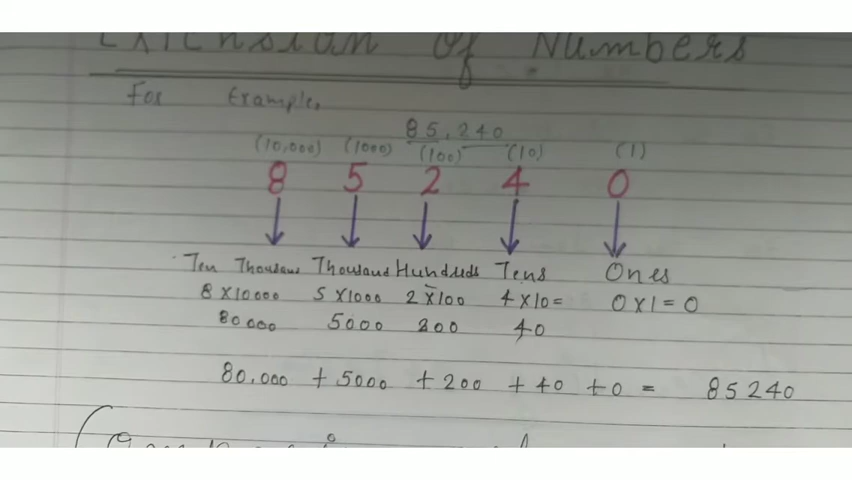 Extension Of Numbers
For Example,
85,240
(10,000) (1000) (100) (10) (1)
8 5 2 4 0
Ten Thousan Thousand Hundreds Tens Ones
8 x 10000 5 x 1000 2 x 100 4 x 10 = 0 x 1 = 0
80000 5000 200 40
80,000 + 5000 + 200 + 40 + 0 = 85240